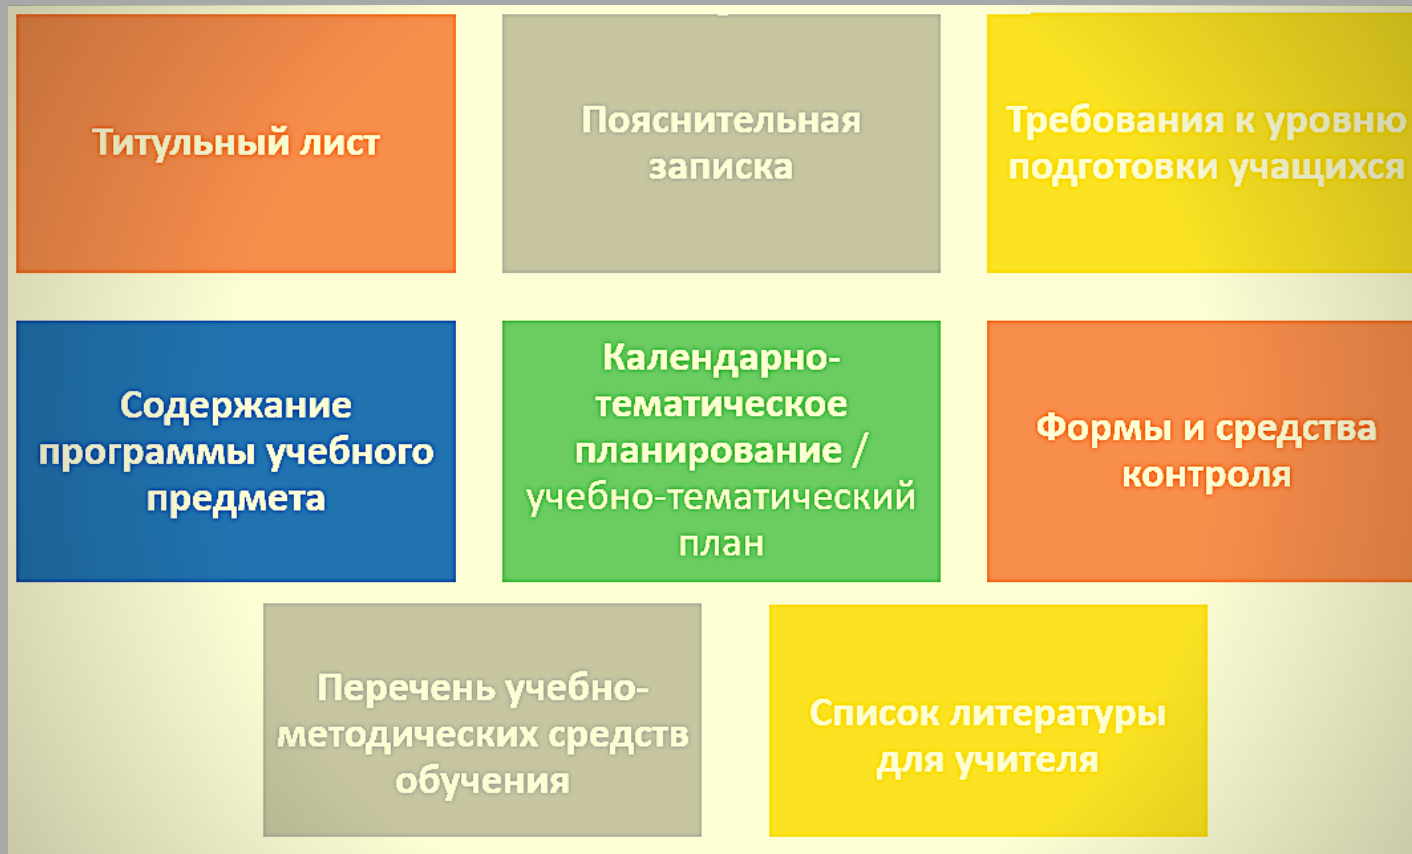 Титульный лист
Пояснительная
записка
Требования к уровню
подготовки учащихся
Содержание
программы учебного
предмета
Календарно-
тематическое
планирование /
учебно-тематический
план
Формы и средства
контроля
Перечень учебно-
методических средств
обучения
Список литературы
для учителя